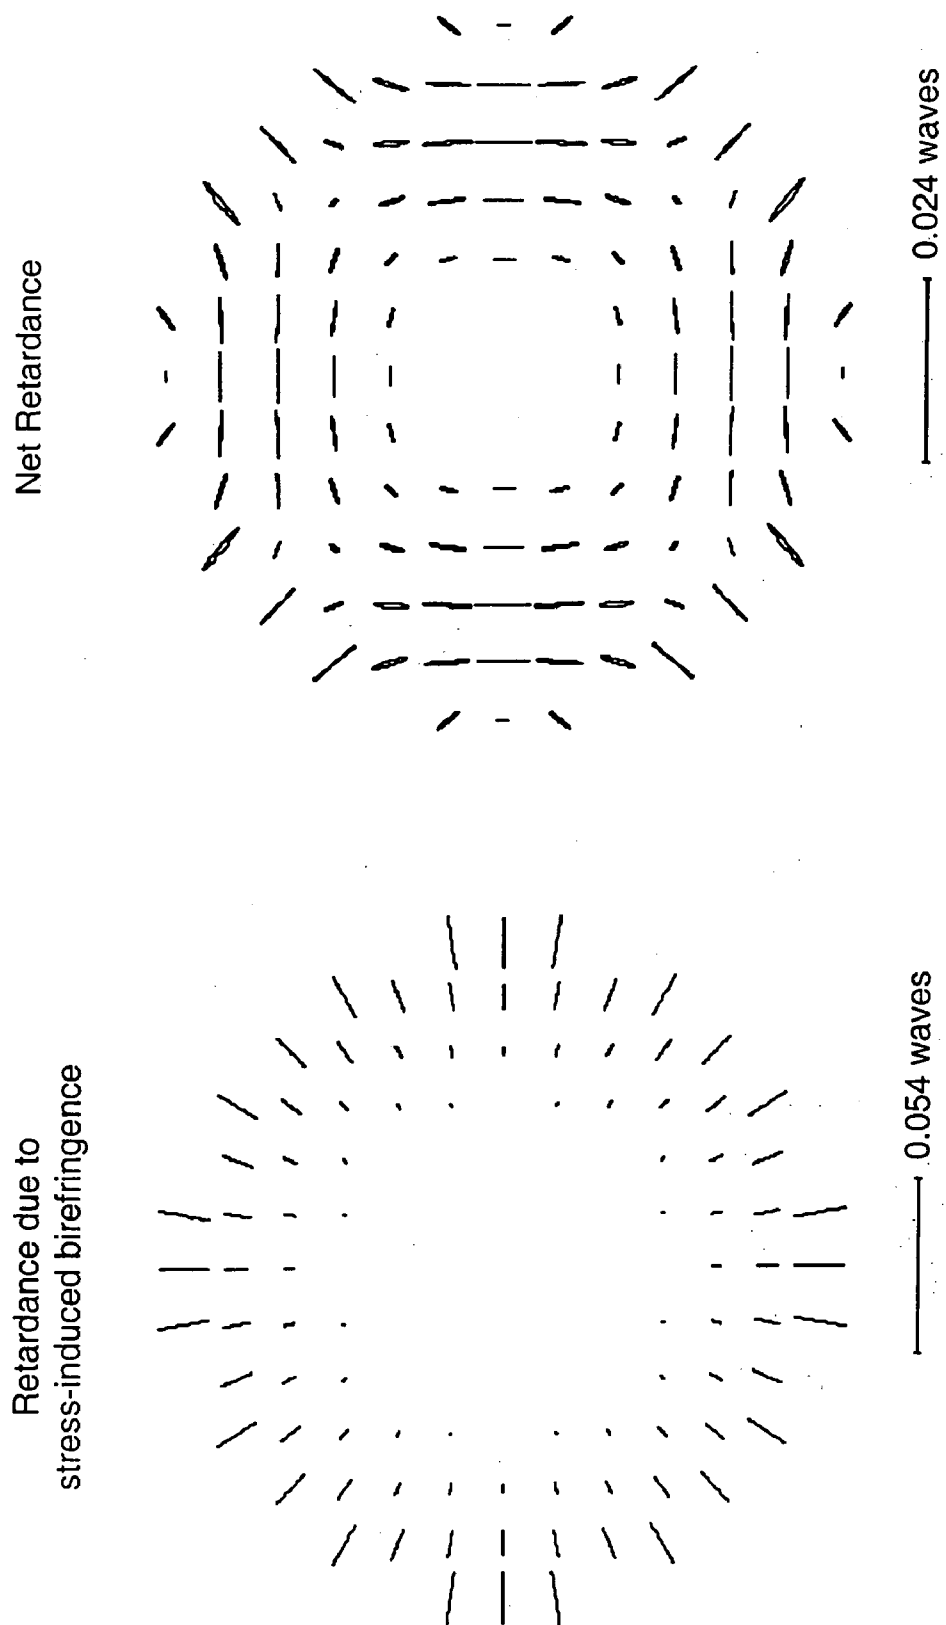 Retardance due to
stress-induced birefringence
0.054 waves
Net Retardance
0.024 waves